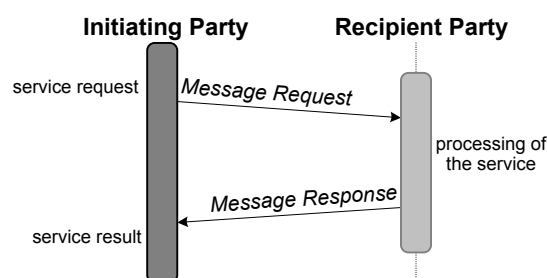 Initiating Party
Recipient Party
service request
Message Request
processing of
the service
Message Response
service result